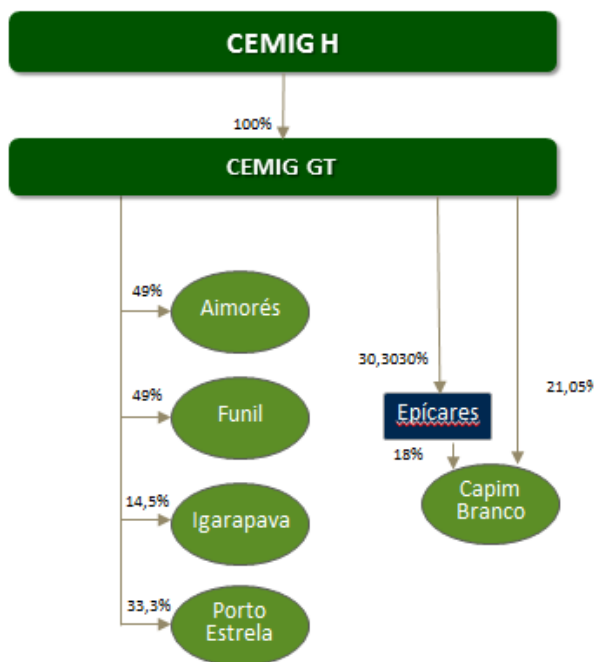 CEMIG H
100%
CEMIG GT
49%
Aimorés
49%
Funil
14,5%
Igarapava
33,3%
Porto
Estrela
30,3030%
Epícares
18%
21,05%
Capim
Branco